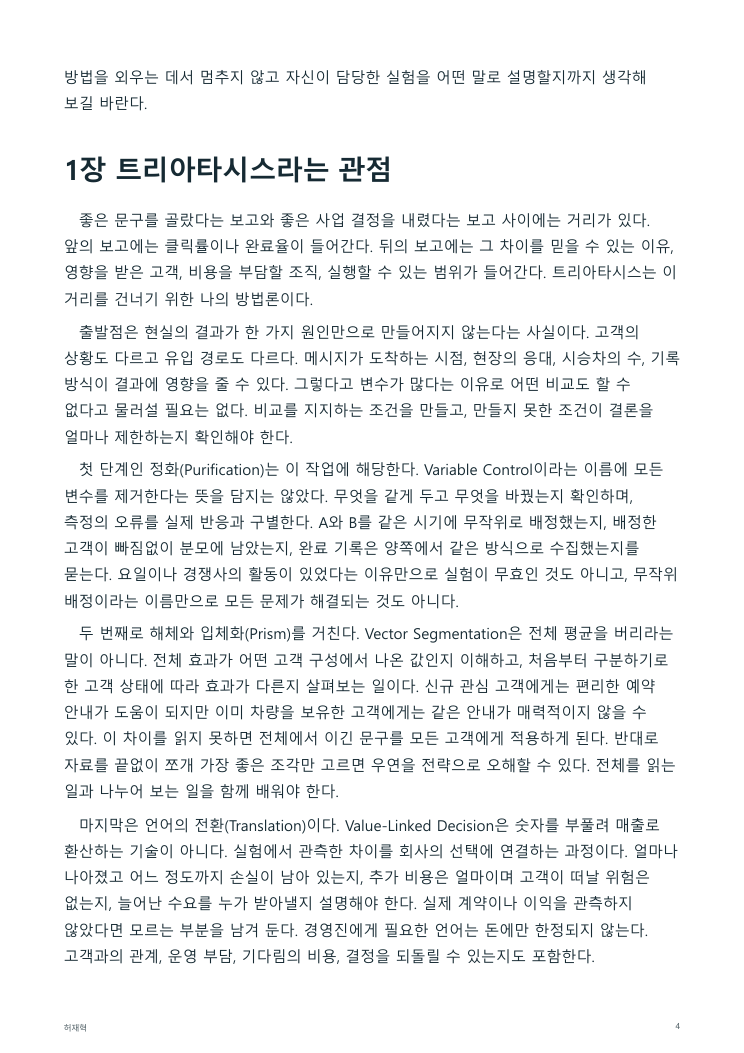 방법을 외우는 데서 멈추지 않고 자신이 담당한 실험을 어떤 말로 설명할지까지 생각해
보길 바란다.
1장 트리아타시스라는 관점
좋은 문구를 골랐다는 보고와 좋은 사업 결정을 내렸다는 보고 사이에는 거리가 있다.
앞의 보고에는 클릭률이나 완료율이 들어간다. 뒤의 보고에는 그 차이를 믿을 수 있는 이유,
영향을 받은 고객, 비용을 부담할 조직, 실행할 수 있는 범위가 들어간다. 트리아타시스는 이
거리를 건너기 위한 나의 방법론이다.
출발점은 현실의 결과가 한 가지 원인만으로 만들어지지 않는다는 사실이다. 고객의
상황도 다르고 유입 경로도 다르다. 메시지가 도착하는 시점, 현장의 응대, 시승차의 수, 기록
방식이 결과에 영향을 줄 수 있다. 그렇다고 변수가 많다는 이유로 어떤 비교도 할 수
없다고 물러설 필요는 없다. 비교를 지지하는 조건을 만들고, 만들지 못한 조건이 결론을
얼마나 제한하는지 확인해야 한다.
첫 단계인 정화(Purification)는 이 작업에 해당한다. Variable Control이라는 이름에 모든
변수를 제거한다는 뜻을 담지는 않았다. 무엇을 같게 두고 무엇을 바꿨는지 확인하며,
측정의 오류를 실제 반응과 구별한다. A와 B를 같은 시기에 무작위로 배정했는지, 배정한
고객이 빠짐없이 분모에 남았는지, 완료 기록은 양쪽에서 같은 방식으로 수집했는지를
묻는다. 요일이나 경쟁사의 활동이 있었다는 이유만으로 실험이 무효인 것도 아니고, 무작위
배정이라는 이름만으로 모든 문제가 해결되는 것도 아니다.
두 번째로 해체와 입체화(Prism)를 거친다. Vector Segmentation은 전체 평균을 버리라는
말이 아니다. 전체 효과가 어떤 고객 구성에서 나온 값인지 이해하고, 처음부터 구분하기로
한 고객 상태에 따라 효과가 다른지 살펴보는 일이다. 신규 관심 고객에게는 편리한 예약
안내가 도움이 되지만 이미 차량을 보유한 고객에게는 같은 안내가 매력적이지 않을 수
있다. 이 차이를 읽지 못하면 전체에서 이긴 문구를 모든 고객에게 적용하게 된다. 반대로
자료를 끝없이 쪼개 가장 좋은 조각만 고르면 우연을 전략으로 오해할 수 있다. 전체를 읽는
일과 나누어 보는 일을 함께 배워야 한다.
마지막은 언어의 전환(Translation)이다. Value-Linked Decision은 숫자를 부풀려 매출로
환산하는 기술이 아니다. 실험에서 관측한 차이를 회사의 선택에 연결하는 과정이다. 얼마나
나아졌고 어느 정도까지 손실이 남아 있는지, 추가 비용은 얼마이며 고객이 떠날 위험은
없는지, 늘어난 수요를 누가 받아낼지 설명해야 한다. 실제 계약이나 이익을 관측하지
않았다면 모르는 부분을 남겨 둔다. 경영진에게 필요한 언어는 돈에만 한정되지 않는다.
고객과의 관계, 운영 부담, 기다림의 비용, 결정을 되돌릴 수 있는지도 포함한다.
허재혁
4